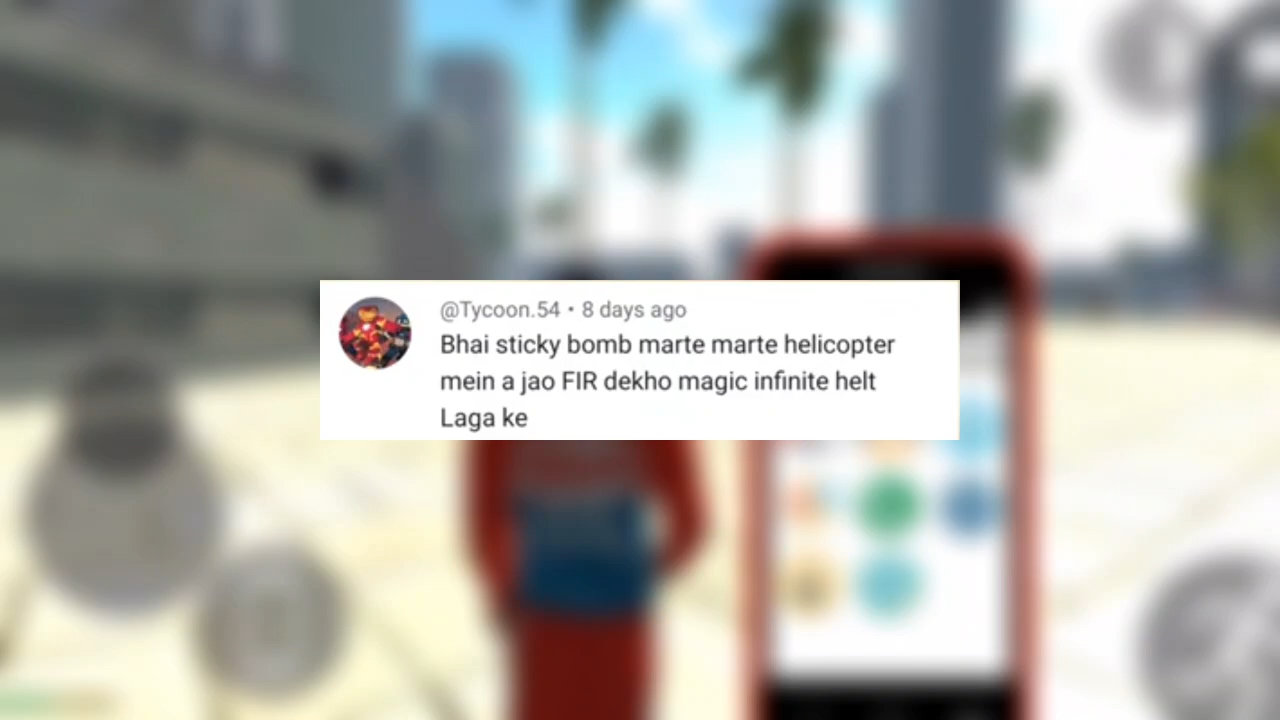 @Tycoon.54 • 8 days ago
Bhai sticky bomb marte marte helicopter
mein a jao FIR dekho magic infinite helt
Laga ke